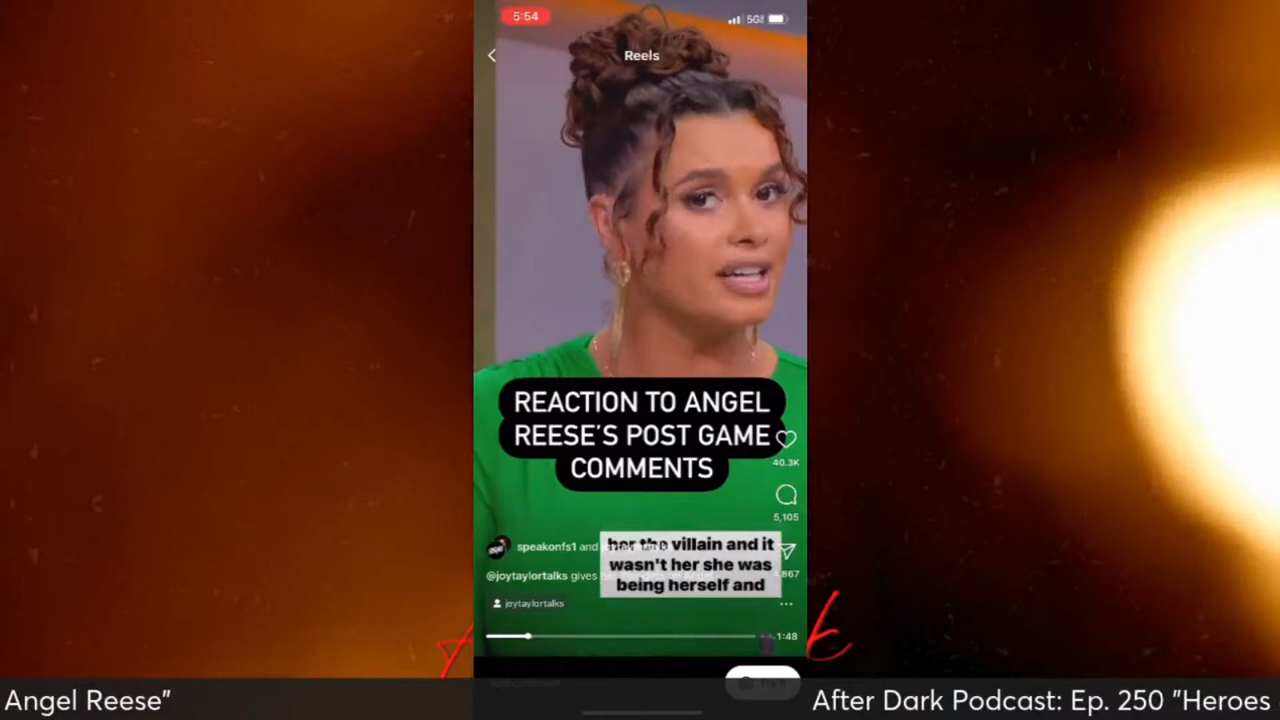 5:54
5G
Reels
REACTION TO ANGEL
REESE'S POST GAME
COMMENTS
40.3K
5,105
her the villain and it
wasn't her she was
being herself and
speakonfs1 and
@joytaylortalks gives
867
joytaylortalks
1:48
Angel Reese"
After Dark Podcast: Ep. 250 "Heroes